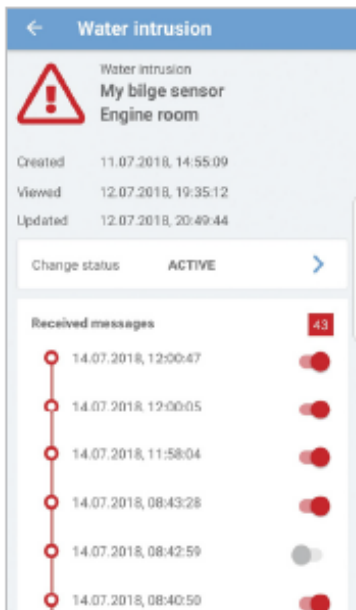 Water intrusion
Water intrusion
My bilge sensor
Engine room
Created 11.07.2018, 14:55:09
Viewed 12.07.2018, 19:35:12
Updated 12.07.2018, 20:49:44
Change status ACTIVE
Received messages 43
14.07.2018, 12:00:47
14.07.2018, 12:00:05
14.07.2018, 11:58:04
14.07.2018, 08:43:28
14.07.2018, 08:42:59
14.07.2018, 08:40:50